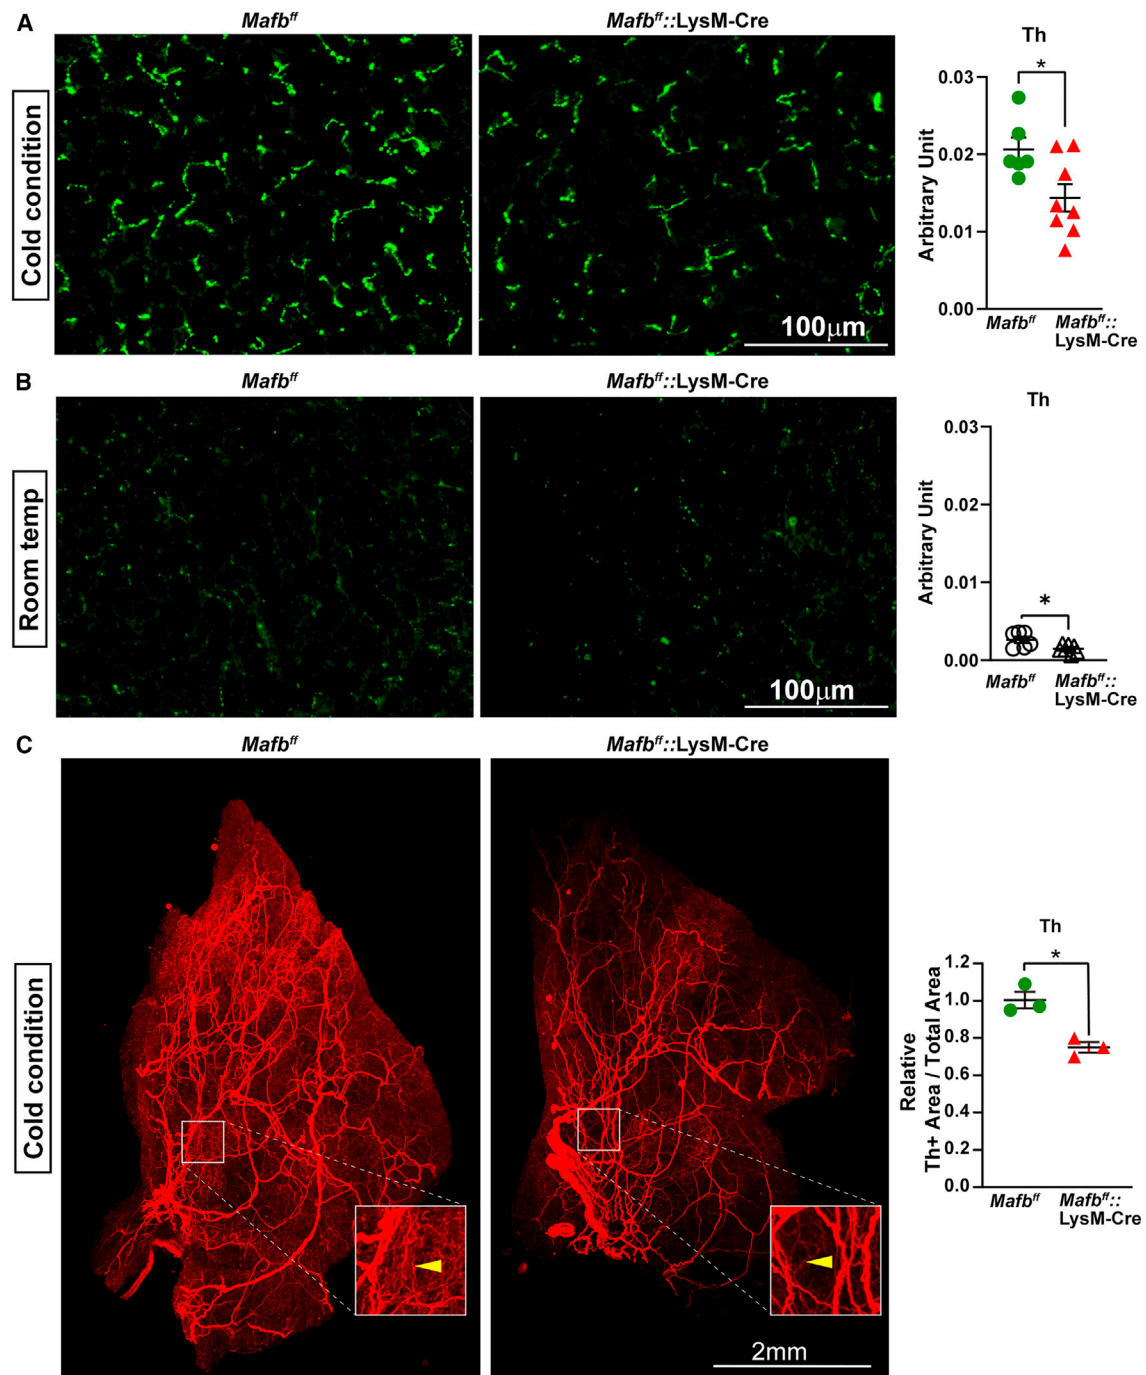 A
Mafbff
Mafbff::LysM-Cre
Cold condition
100μm
Th
*
Arbitrary Unit
0.03
0.02
0.01
0.00
Mafbff
Mafbff::
LysM-Cre
B
Mafbff
Mafbff::LysM-Cre
Room temp
100μm
Th
*
Arbitrary Unit
0.03
0.02
0.01
0.00
Mafbff
Mafbff::
LysM-Cre
C
Mafbff
Mafbff::LysM-Cre
Cold condition
2mm
Th
*
Relative
Th+ Area / Total Area
1.2
1.0
0.8
0.6
0.4
0.2
0.0
Mafbff
Mafbff::
LysM-Cre